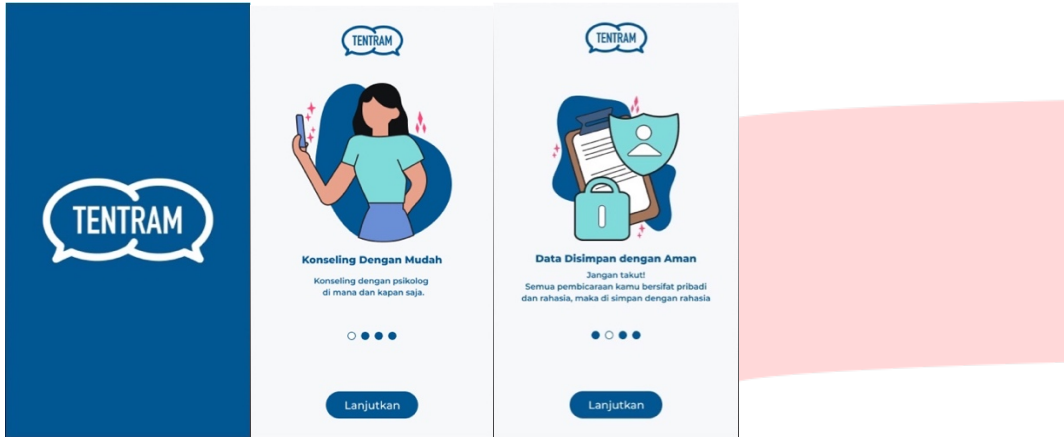 TENTRAM
TENTRAM
Konseling Dengan Mudah
Konseling dengan psikolog
di mana dan kapan saja.
Lanjutkan
TENTRAM
Data Disimpan dengan Aman
Jangan takut!
Semua pembicaraan kamu bersifat pribadi
dan rahasia, maka di simpan dengan rahasia
Lanjutkan